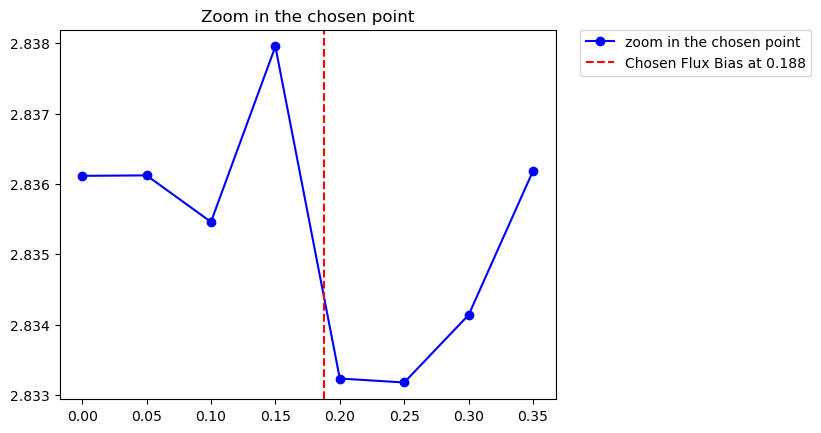 Zoom in the chosen point
zoom in the chosen point
Chosen Flux Bias at 0.188
2.838
2.837
2.836
2.835
2.834
2.833
0.00 0.05 0.10 0.15 0.20 0.25 0.30 0.35